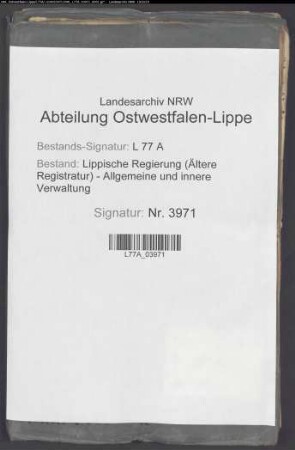 Landesarchiv NRW
Abteilung Ostwestfalen-Lippe
Bestands-Signatur: L 77 A
Bestand: Lippische Regierung (Ältere
Registratur) - Allgemeine und innere
Verwaltung
Signatur: Nr. 3971
L77A_03971